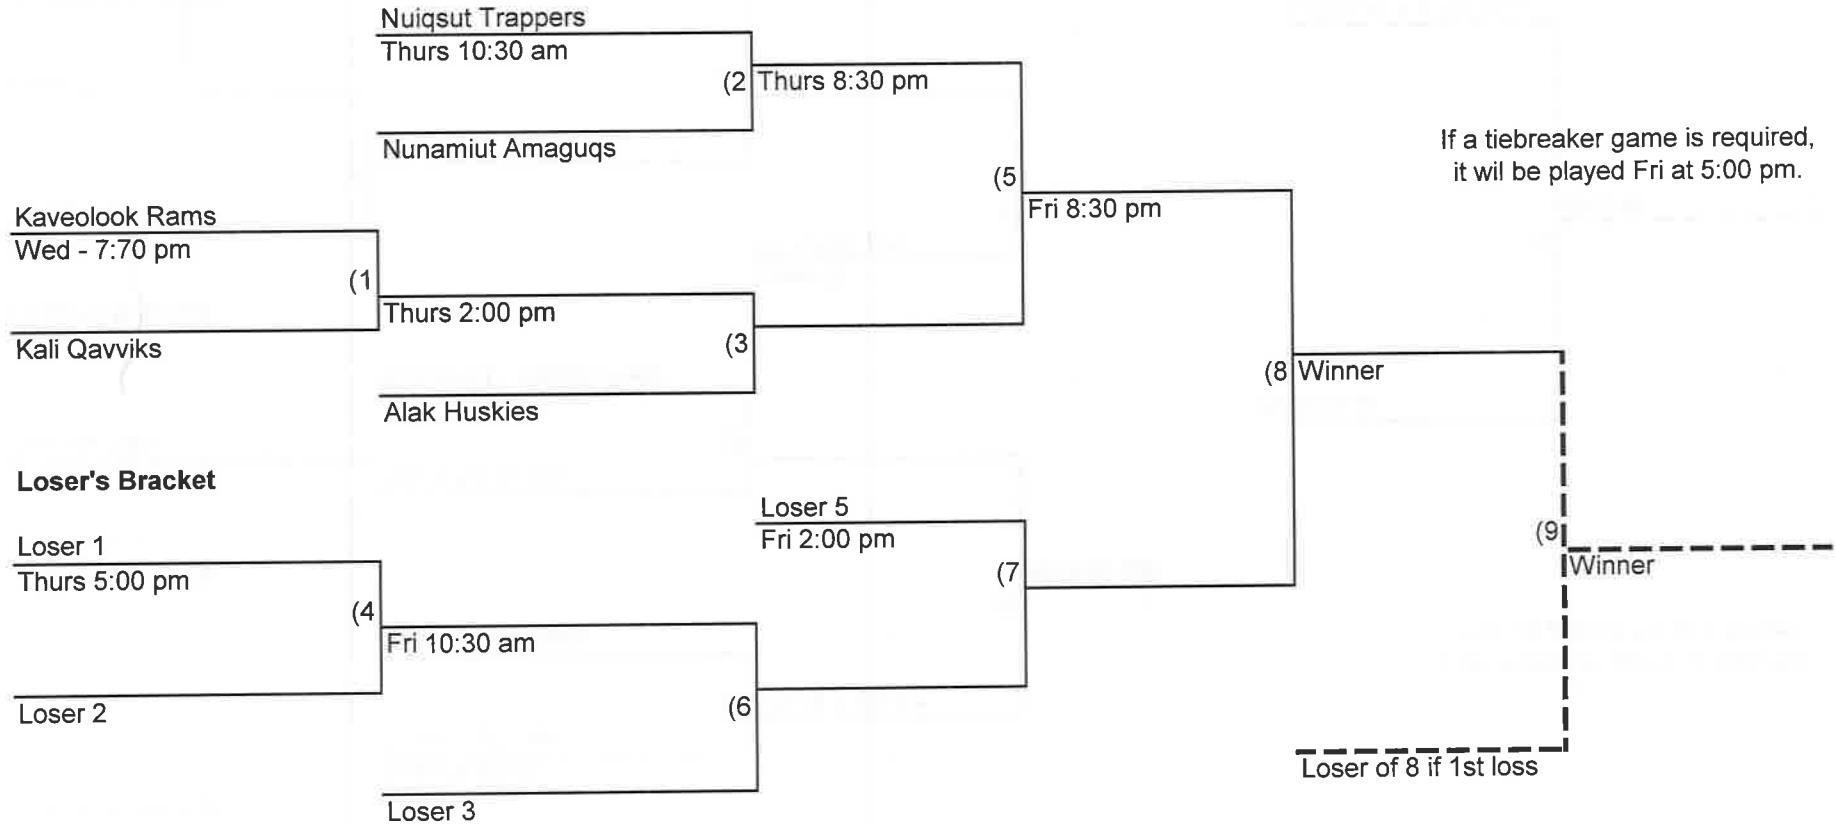 Nuiqsut Trappers
Thurs 10:30 am
(2
Thurs 8:30 pm
Nunamiut Amaguqs
If a tiebreaker game is required,
it wil be played Fri at 5:00 pm.
(5
Fri 8:30 pm
Kaveolook Rams
Wed - 7:70 pm
(1
Thurs 2:00 pm
(3
Kali Qavviks
Alak Huskies
(8
Winner
Loser's Bracket
Loser 5
Fri 2:00 pm
(7
Loser 1
Thurs 5:00 pm
(4
Fri 10:30 am
(6
Loser 2
Loser 3
(9
Winner
Loser of 8 if 1st loss